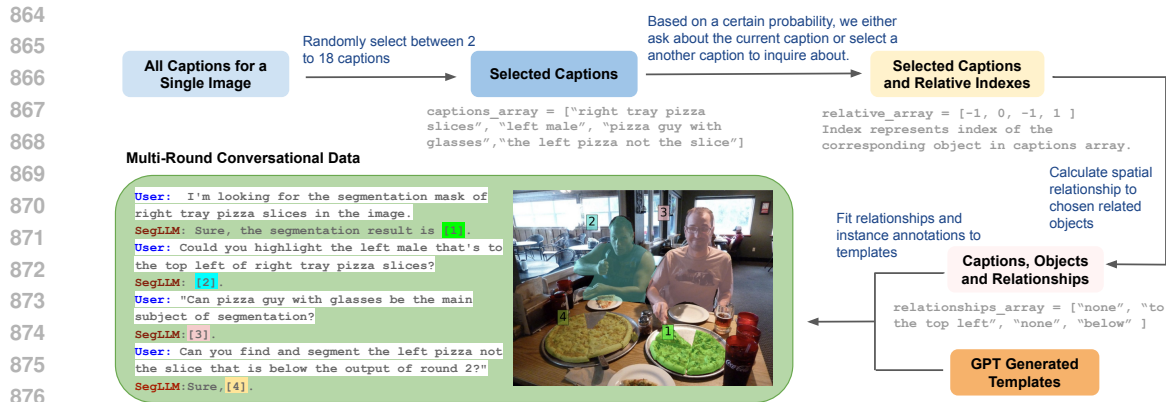 864
865
866
867
868
869
870
871
872
873
874
875
876
All Captions for a
Single Image
Randomly select between 2
to 18 captions
Selected Captions
Based on a certain probability, we either
ask about the current caption or select a
another caption to inquire about.
Selected Captions
and Relative Indexes
captions_array = ["right tray pizza
slices", "left male", "pizza guy with
glasses","the left pizza not the slice"]
relative_array = [-1, 0, -1, 1 ]
Index represents index of the
corresponding object in captions array.
Calculate spatial
relationship to
chosen related
objects
Fit relationships and
instance annotations to
templates
Captions, Objects
and Relationships
relationships_array = ["none", "to
the top left", "none", "below" ]
GPT Generated
Templates
Multi-Round Conversational Data
User: I'm looking for the segmentation mask of
right tray pizza slices in the image.
SegLLM: Sure, the segmentation result is [1].
User: Could you highlight the left male that's to
the top left of right tray pizza slices?
SegLLM: [2].
User: "Can pizza guy with glasses be the main
subject of segmentation?
SegLLM:[3].
User: Can you find and segment the left pizza not
the slice that is below the output of round 2?"
SegLLM:Sure,[4].
2
3
4
1